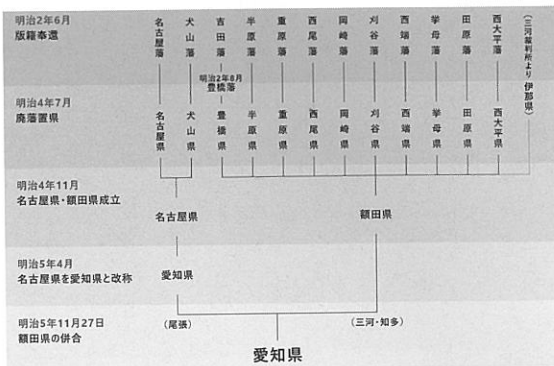 明治2年6月
版籍奉還
名古屋藩
犬山藩
吉田藩
半原藩
重原藩
西尾藩
岡崎藩
刈谷藩
西端藩
挙母藩
田原藩
西大平藩
(三河裁判所より 伊那県)
明治2年8月
豊橋藩
明治4年7月
廃藩置県
名古屋県
犬山県
豊橋県
半原県
重原県
西尾県
岡崎県
刈谷県
西端県
挙母県
田原県
西大平県
明治4年11月
名古屋県・額田県成立
名古屋県
額田県
明治5年4月
名古屋県を愛知県と改称
愛知県
明治5年11月27日
額田県の併合
(尾張)
(三河・知多)
愛知県